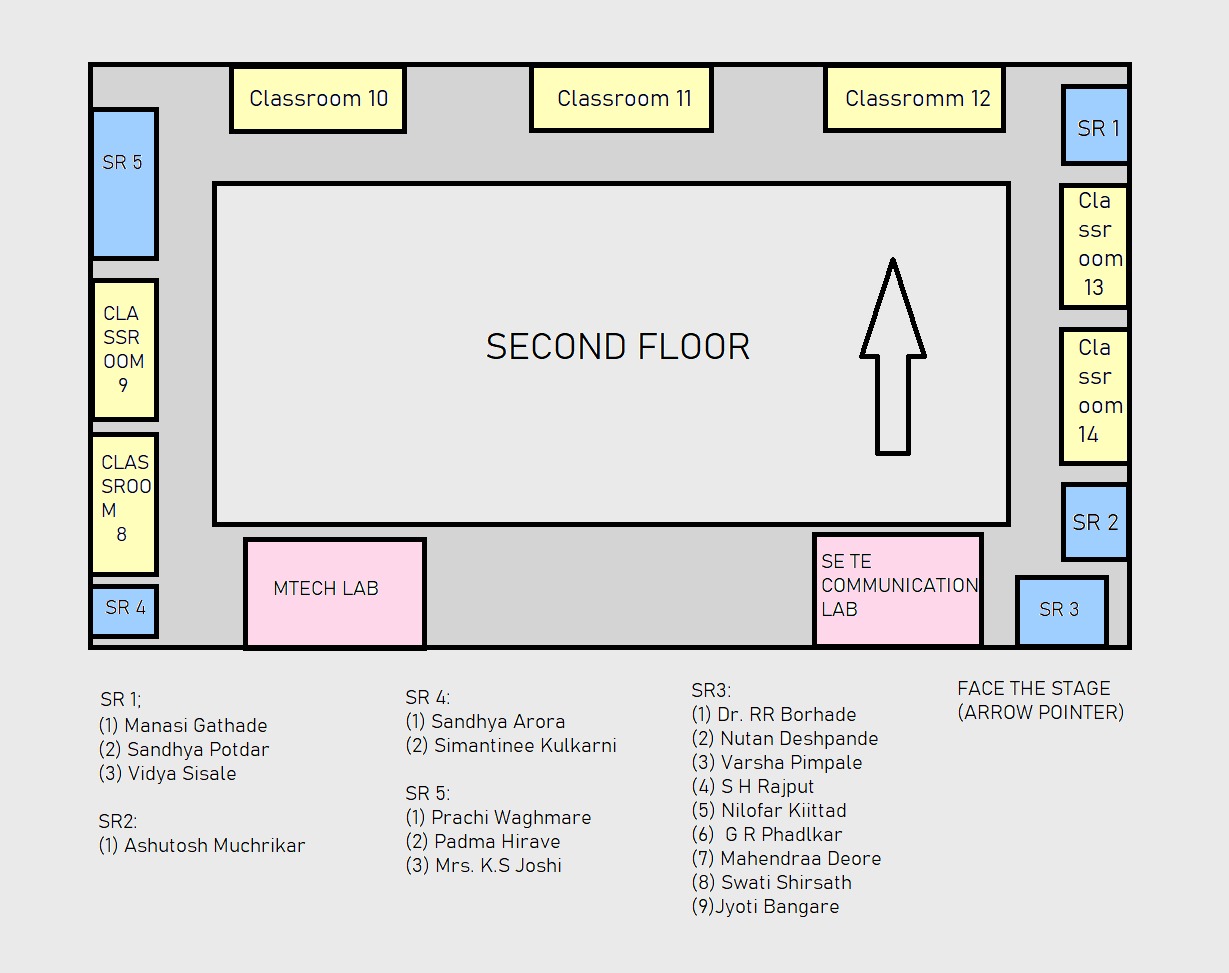 Classroom 10
Classroom 11
Classromm 12
SR 5
SR 1
Cla
ssr
oom
13
CLA
SSR
OOM
9
SECOND FLOOR
Cla
ssr
oom
14
CLAS
SROO
M
8
SR 2
MTECH LAB
SE TE
COMMUNICATION
LAB
SR 4
SR 3
SR 1;
(1) Manasi Gathade
(2) Sandhya Potdar
(3) Vidya Sisale
SR2:
(1) Ashutosh Muchrikar
SR 4:
(1) Sandhya Arora
(2) Simantinee Kulkarni
SR 5:
(1) Prachi Waghmare
(2) Padma Hirave
(3) Mrs. K.S Joshi
SR3:
(1) Dr. RR Borhade
(2) Nutan Deshpande
(3) Varsha Pimpale
(4) S H Rajput
(5) Nilofar Kiittad
(6) G R Phadlkar
(7) Mahendraa Deore
(8) Swati Shirsath
(9)Jyoti Bangare
FACE THE STAGE
(ARROW POINTER)